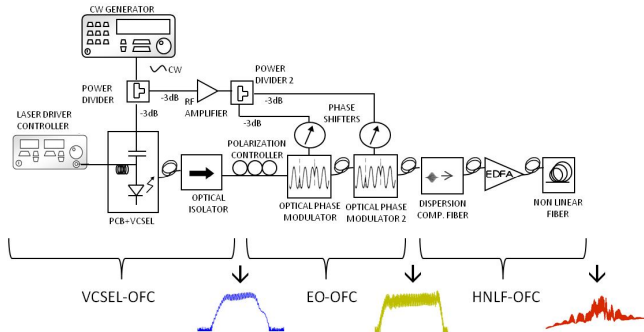 CW GENERATOR
CW
POWER
DIVIDER
-3dB
-3dB
RF
AMPLIFIER
POWER
DIVIDER 2
-3dB
-3dB
PHASE
SHIFTERS
LASER DRIVER
CONTROLLER
PCB+VCSEL
OPTICAL
ISOLATOR
POLARIZATION
CONTROLLER
OPTICAL PHASE
MODULATOR
OPTICAL PHASE
MODULATOR 2
DISPERSION
COMP. FIBER
EDFA
NON LINEAR
FIBER
VCSEL-OFC
EO-OFC
HNLF-OFC